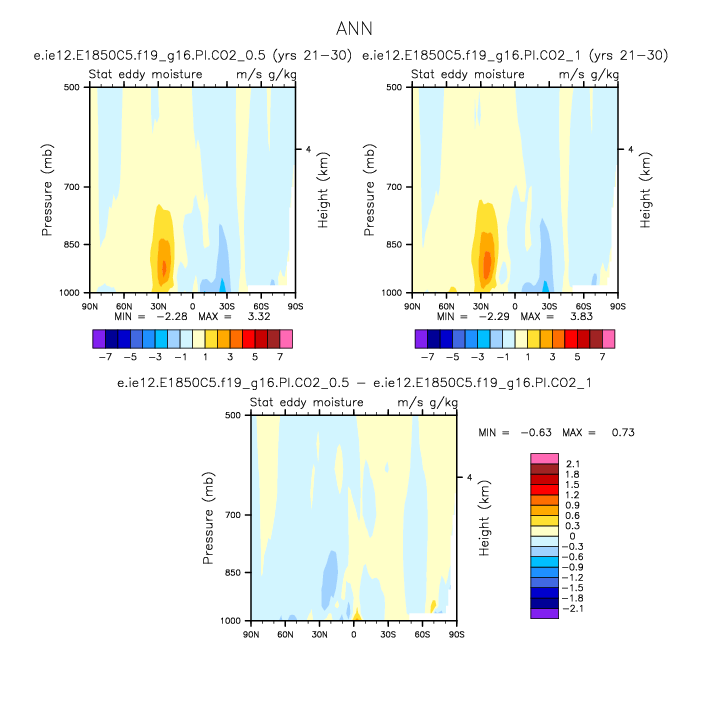 ANN
e.ie12.E1850C5.f19_g16.PI.CO2_0.5 (yrs 21−30) e.ie12.E1850C5.f19_g16.PI.CO2_1 (yrs 21−30)
Stat eddy moisture m/s g/kg Stat eddy moisture m/s g/kg
500 500
4 4
Pressure (mb) Height (km) Pressure (mb) Height (km)
700 700
850 850
1000 1000
90N 60N 30N 0 30S 60S 90S 90N 60N 30N 0 30S 60S 90S
MIN = −2.28 MAX = 3.32 MIN = −2.29 MAX = 3.83
−7 −5 −3 −1 1 3 5 7 −7 −5 −3 −1 1 3 5 7
e.ie12.E1850C5.f19_g16.PI.CO2_0.5 − e.ie12.E1850C5.f19_g16.PI.CO2_1
Stat eddy moisture m/s g/kg
500
MIN = −0.63 MAX = 0.73
4
Pressure (mb) Height (km)
700
850
1000
90N 60N 30N 0 30S 60S 90S
2.1
1.8
1.5
1.2
0.9
0.6
0.3
0
−0.3
−0.6
−0.9
−1.2
−1.5
−1.8
−2.1